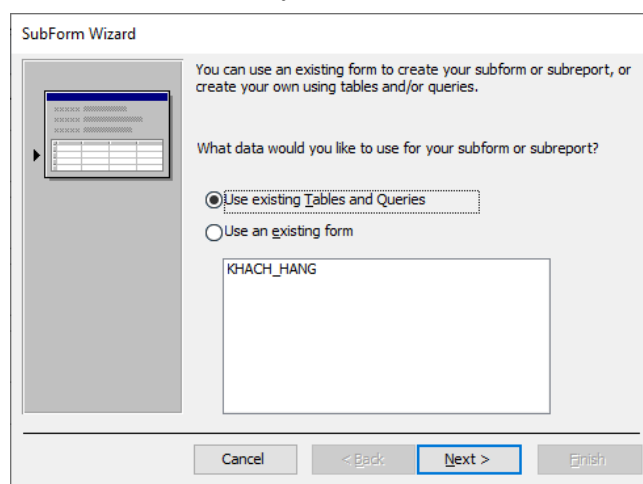 SubForm Wizard
You can use an existing form to create your subform or subreport, or
create your own using tables and/or queries.
What data would you like to use for your subform or subreport?
Use existing Tables and Queries
Use an existing form
KHACH_HANG
Cancel
< Back
Next >
Finish